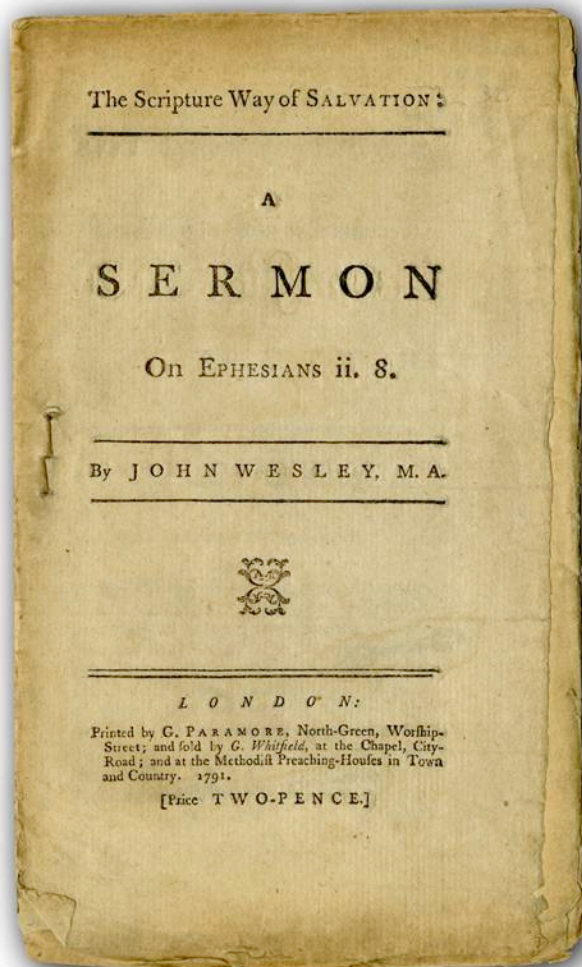 The Scripture Way of SALVATION:
A
SERMON
On EPHESIANS ii. 8.
By JOHN WESLEY, M. A.
LONDON:
Printed by G. PARAMORE, North-Green, Worſhip-
Street; and ſold by G. Whitfield, at the Chapel, City-
Road; and at the Methodiſt Preaching-Houſes in Town
and Country. 1791.
[Price TWO-PENCE.]